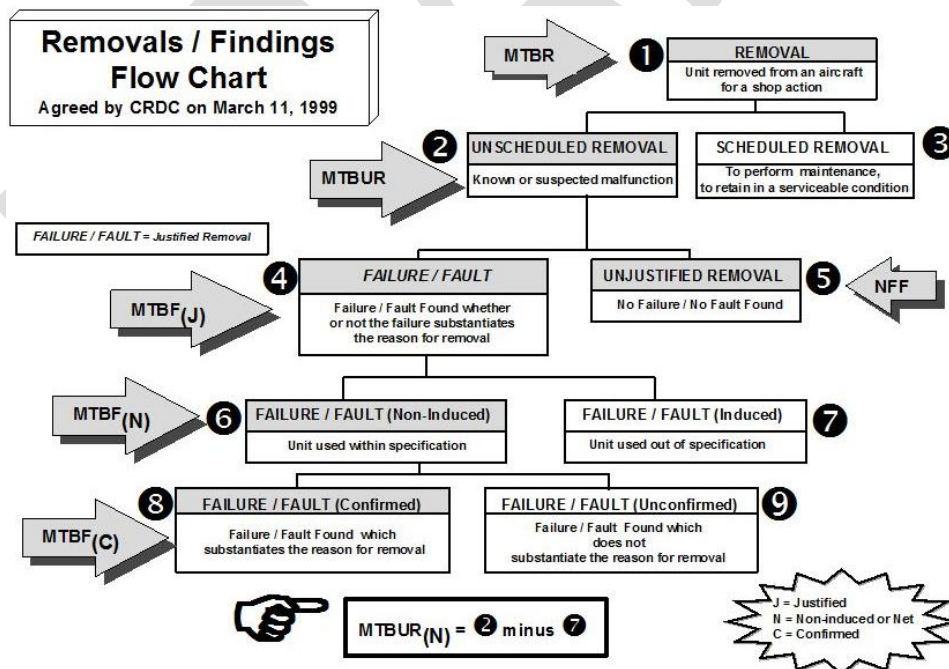 Removals / Findings
Flow Chart
Agreed by CRDC on March 11, 1999
MTBR
1
REMOVAL
Unit removed from an aircraft
for a shop action
MTBUR
2
UNSCHEDULED REMOVAL
Known or suspected malfunction
SCHEDULED REMOVAL
To perform maintenance,
to retain in a serviceable condition
3
FAILURE / FAULT = Justified Removal
MTBF(J)
4
FAILURE / FAULT
Failure / Fault Found whether
or not the failure substantiates
the reason for removal
UNJUSTIFIED REMOVAL
No Failure / No Fault Found
5
NFF
MTBF(N)
6
FAILURE / FAULT (Non-Induced)
Unit used within specification
FAILURE / FAULT (Induced)
Unit used out of specification
7
MTBF(C)
8
FAILURE / FAULT (Confirmed)
Failure / Fault Found which
substantiates the reason for removal
FAILURE / FAULT (Unconfirmed)
Failure / Fault Found which
does not
substantiate the reason for removal
9
MTBUR(N) = 2 minus 7
J = Justified
N = Non-induced or Net
C = Confirmed